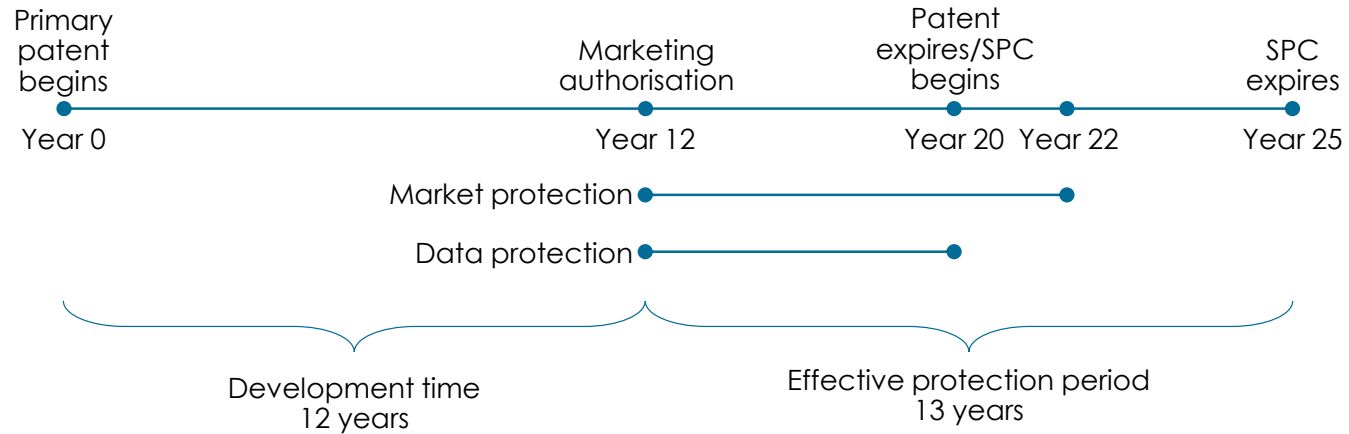 Primary
patent
begins
Marketing
authorisation
Patent
expires/SPC
begins
SPC
expires
Year 0
Year 12
Year 20
Year 22
Year 25
Market protection
Data protection
Development time
12 years
Effective protection period
13 years